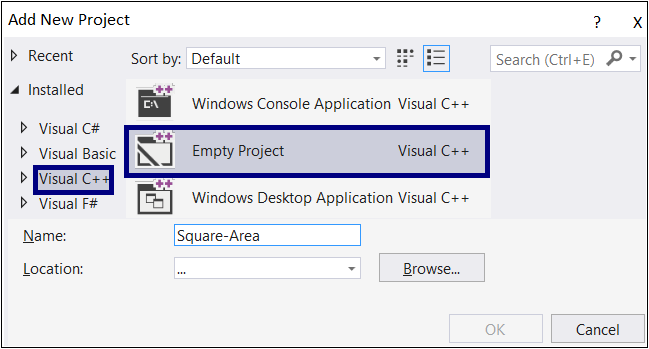 Add New Project
? X
Recent
Sort by: Default
Search (Ctrl+E)
Installed
Visual C#
Visual Basic
Visual C++
Visual F#
C:\
Windows Console Application Visual C++
Empty Project Visual C++
Windows Desktop Application Visual C++
Name: Square-Area
Location: ...
Browse...
OK Cancel